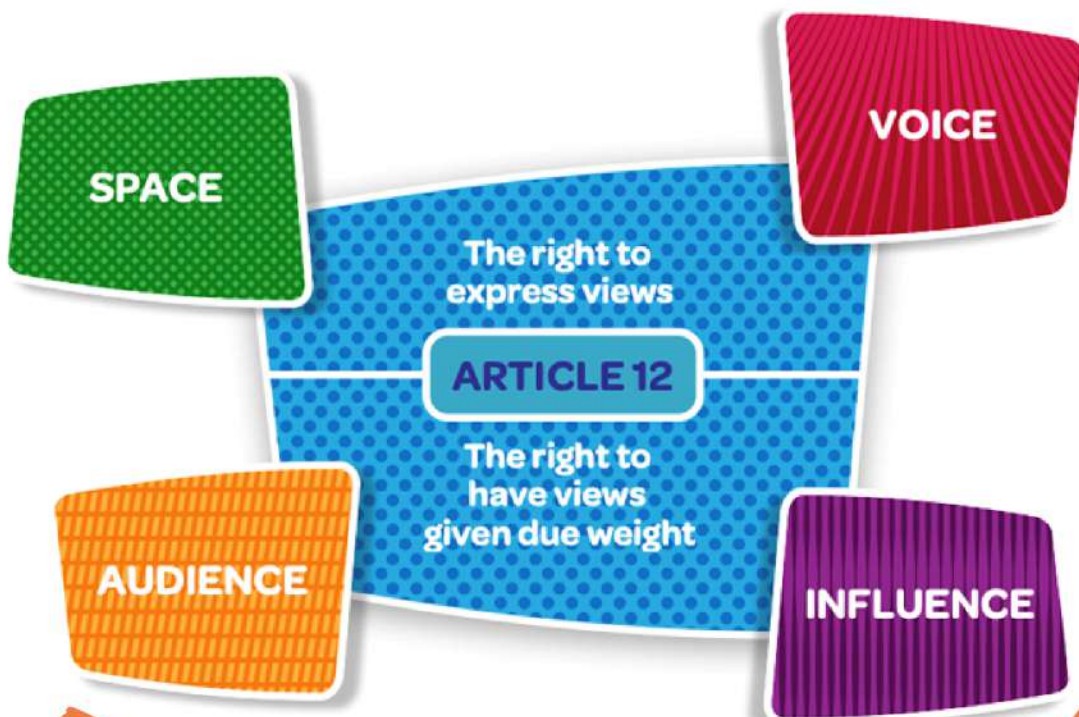 SPACE
VOICE
The right to
express views
ARTICLE 12
The right to
have views
given due weight
AUDIENCE
INFLUENCE